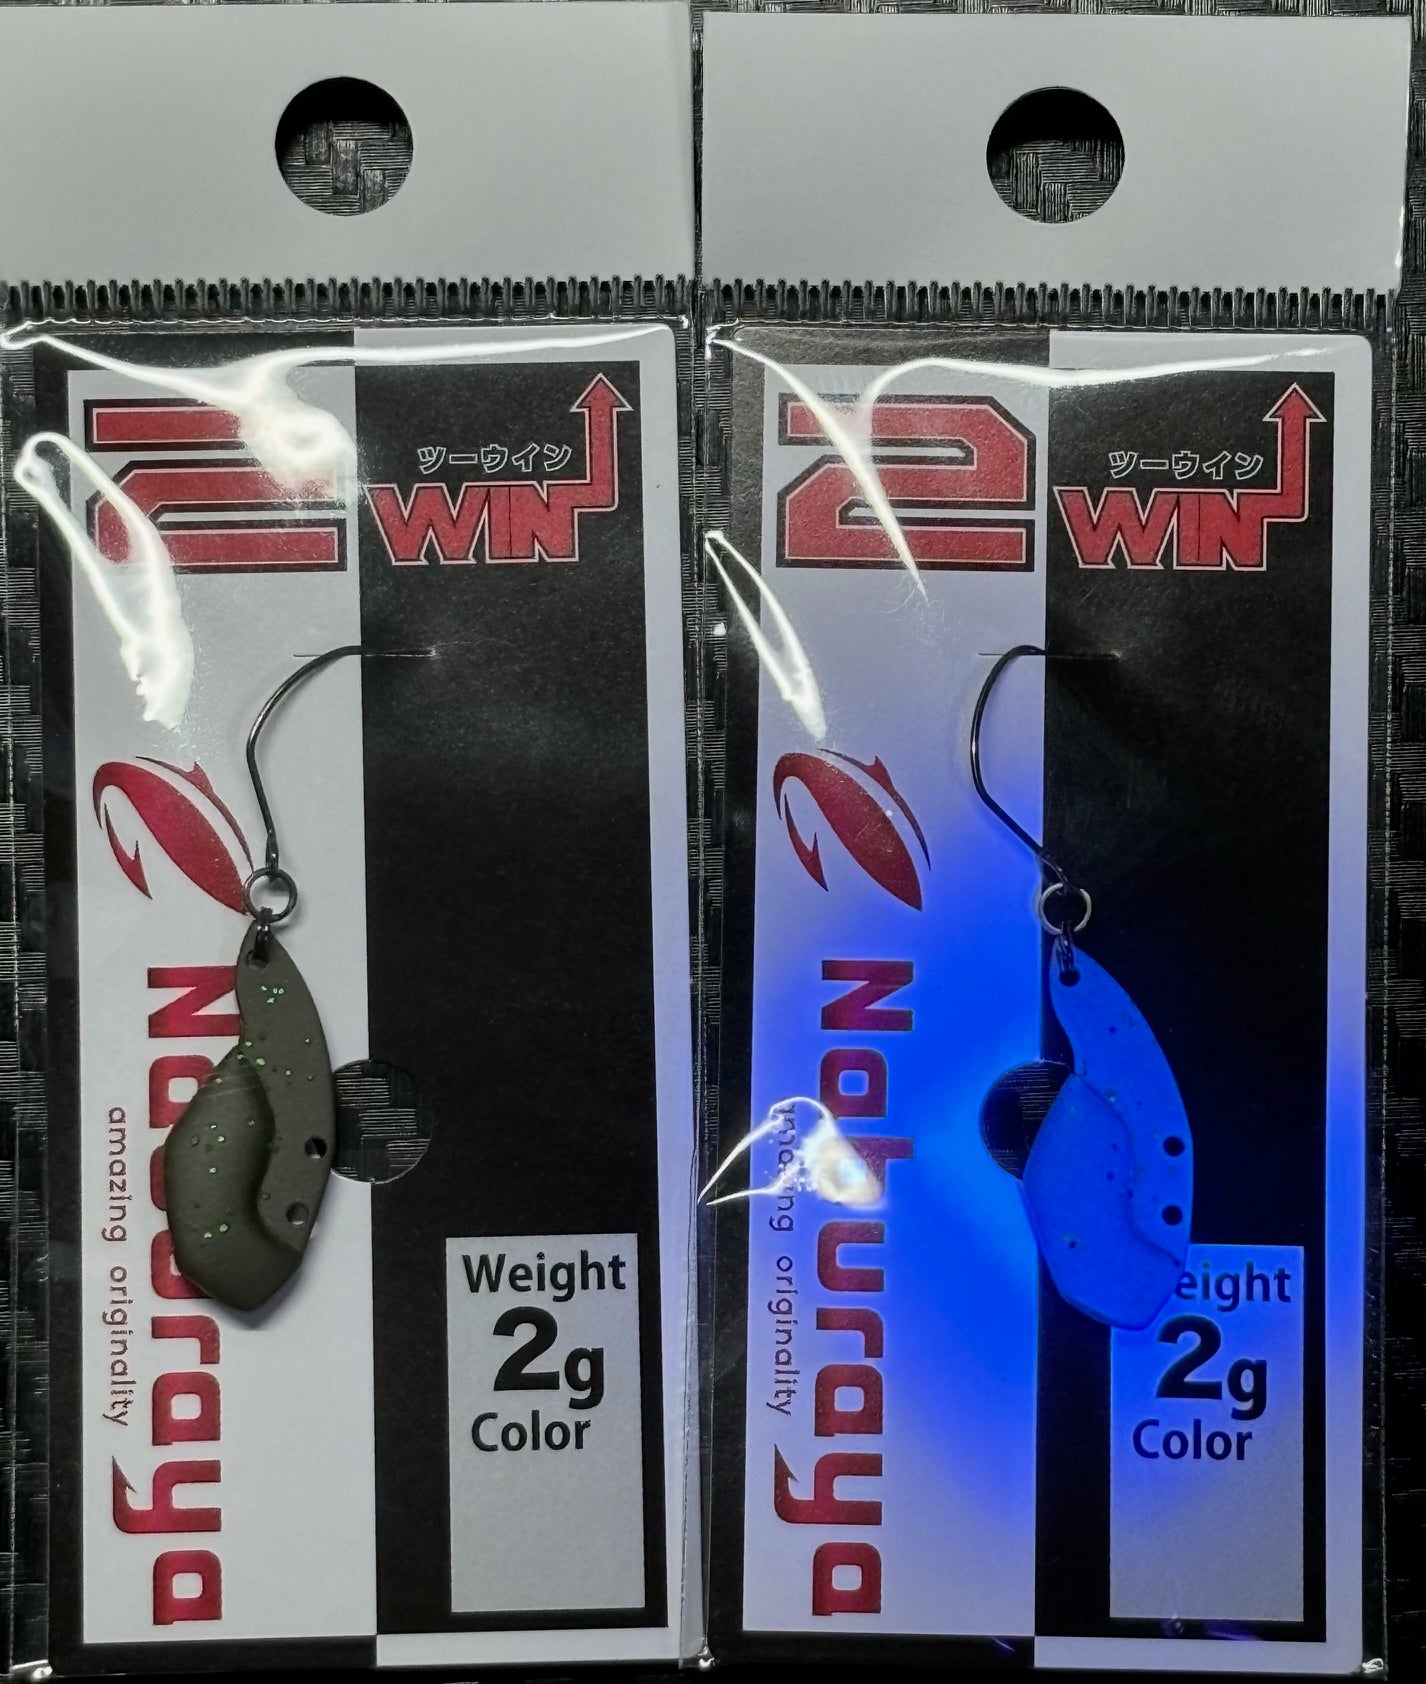 2
ツーウイン
WIN
Naburaya
amazing originality
Weight
2g
Color
2
ツーウイン
WIN
Naburaya
amazing originality
eight
2g
Color